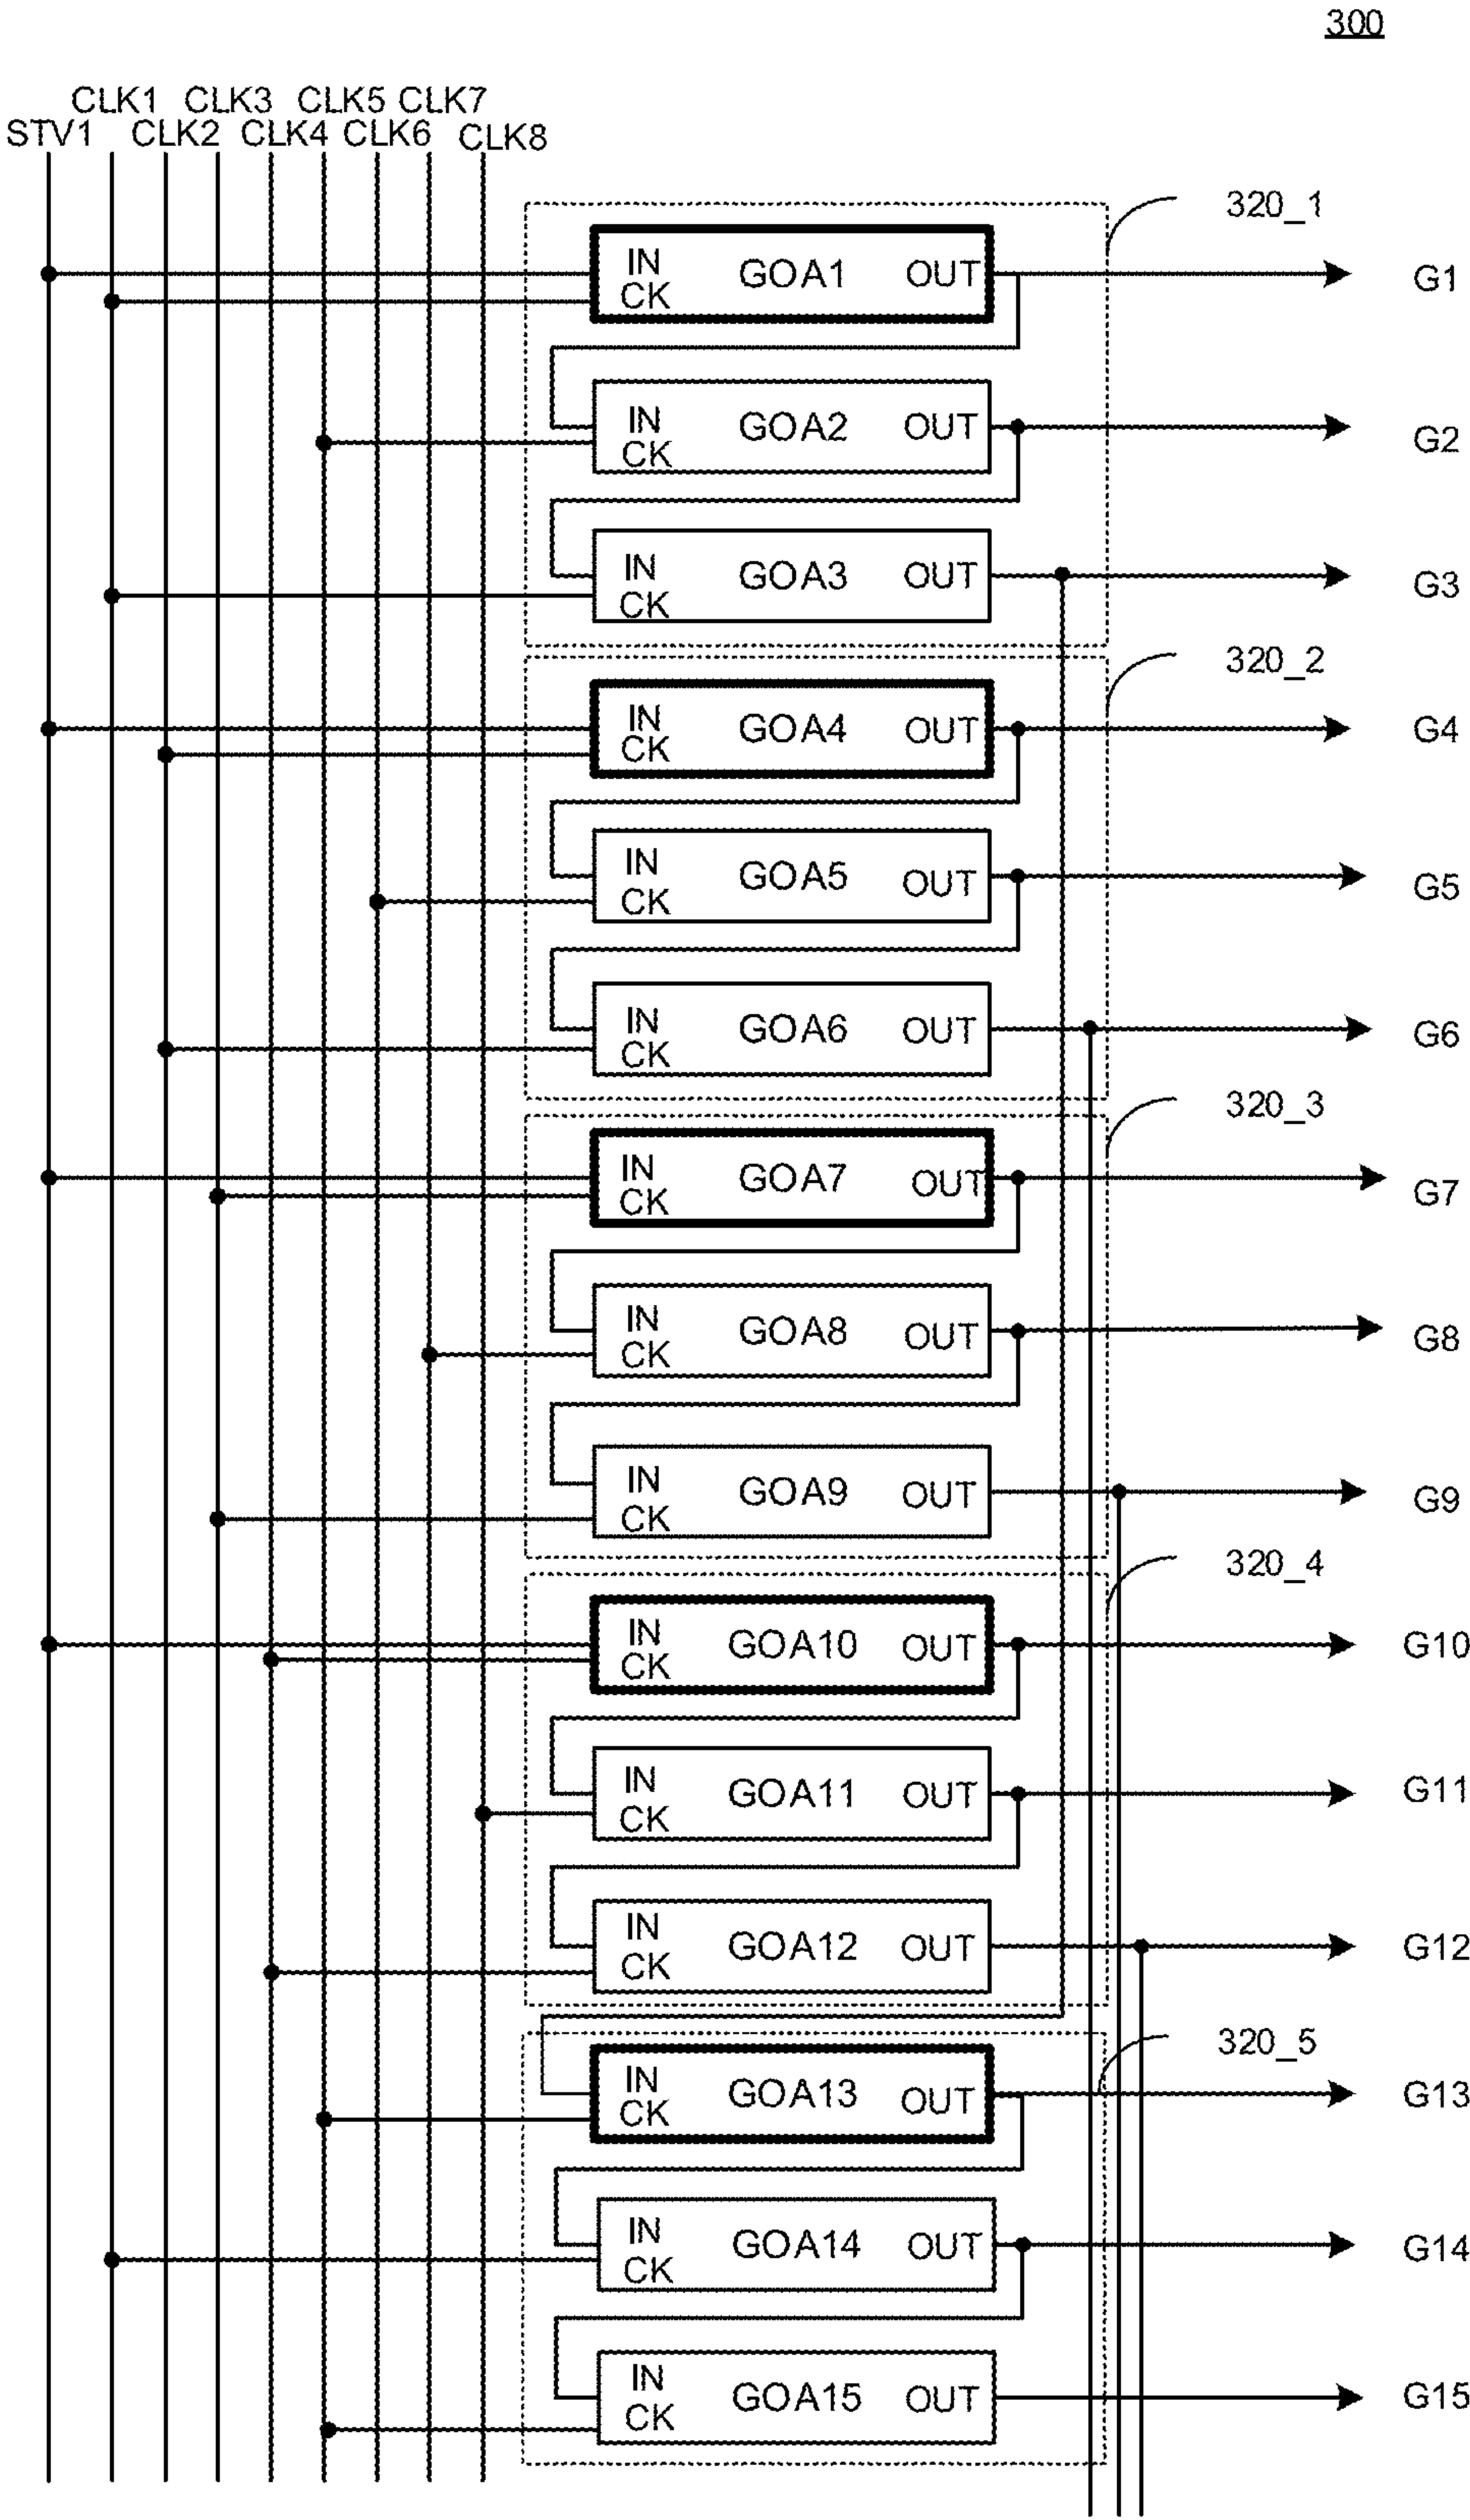 300
CLK1 CLK3 CLK5 CLK7
STV1 CLK2 CLK4 CLK6 CLK8
320_1
IN GOA1 OUT G1
CK
IN GOA2 OUT G2
CK
IN GOA3 OUT G3
CK
320_2
IN GOA4 OUT G4
CK
IN GOA5 OUT G5
CK
IN GOA6 OUT G6
CK
320_3
IN GOA7 OUT G7
CK
IN GOA8 OUT G8
CK
IN GOA9 OUT G9
CK
320_4
IN GOA10 OUT G10
CK
IN GOA11 OUT G11
CK
IN GOA12 OUT G12
CK
320_5
IN GOA13 OUT G13
CK
IN GOA14 OUT G14
CK
IN GOA15 OUT G15
CK